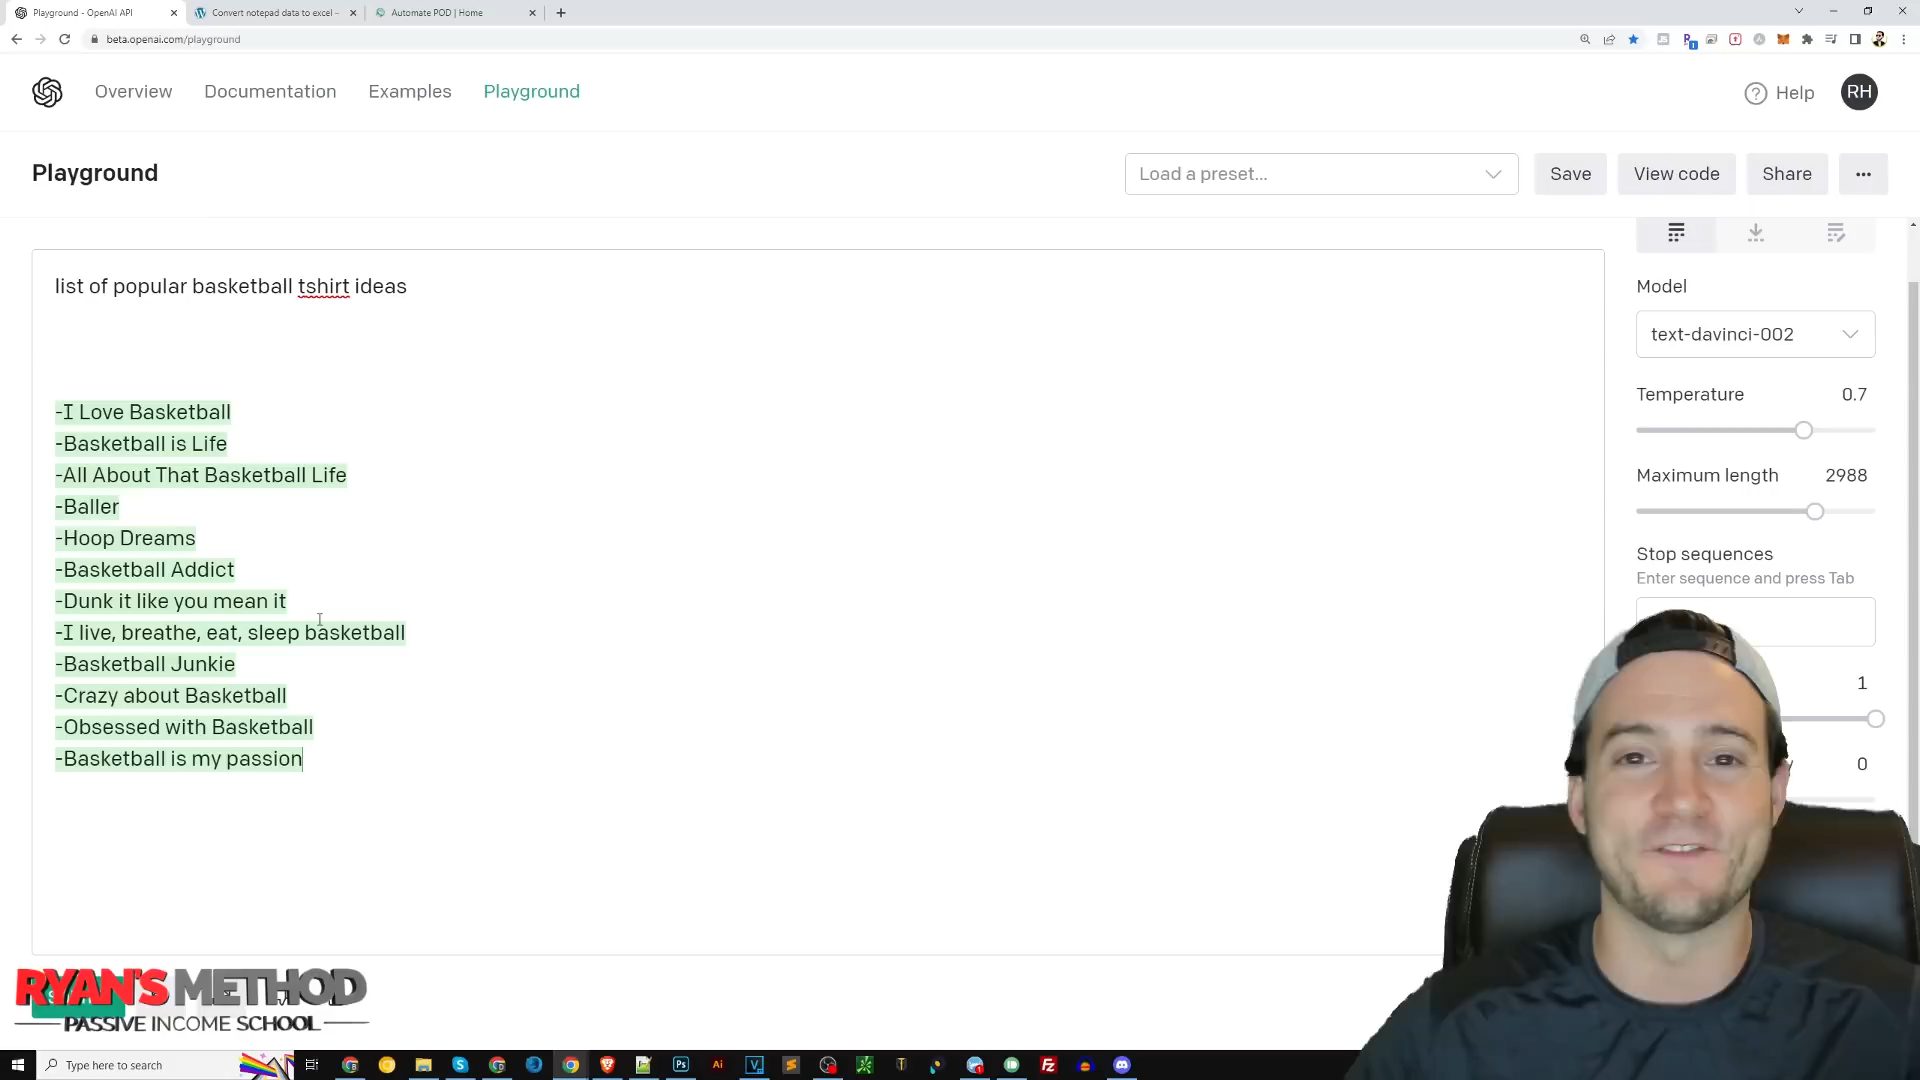 Playground - OpenAI API
Convert notepad data to excel –
Automate POD | Home
beta.openai.com/playground
Overview
Documentation
Examples
Playground
Help
RH
Playground
Load a preset...
Save
View code
Share
list of popular basketball tshirt ideas
-I Love Basketball
-Basketball is Life
-All About That Basketball Life
-Baller
-Hoop Dreams
-Basketball Addict
-Dunk it like you mean it
-I live, breathe, eat, sleep basketball
-Basketball Junkie
-Crazy about Basketball
-Obsessed with Basketball
-Basketball is my passion
Model
text-davinci-002
Temperature
0.7
Maximum length
2988
Stop sequences
Enter sequence and press Tab
1
0
RYAN'S METHOD
PASSIVE INCOME SCHOOL
Type here to search